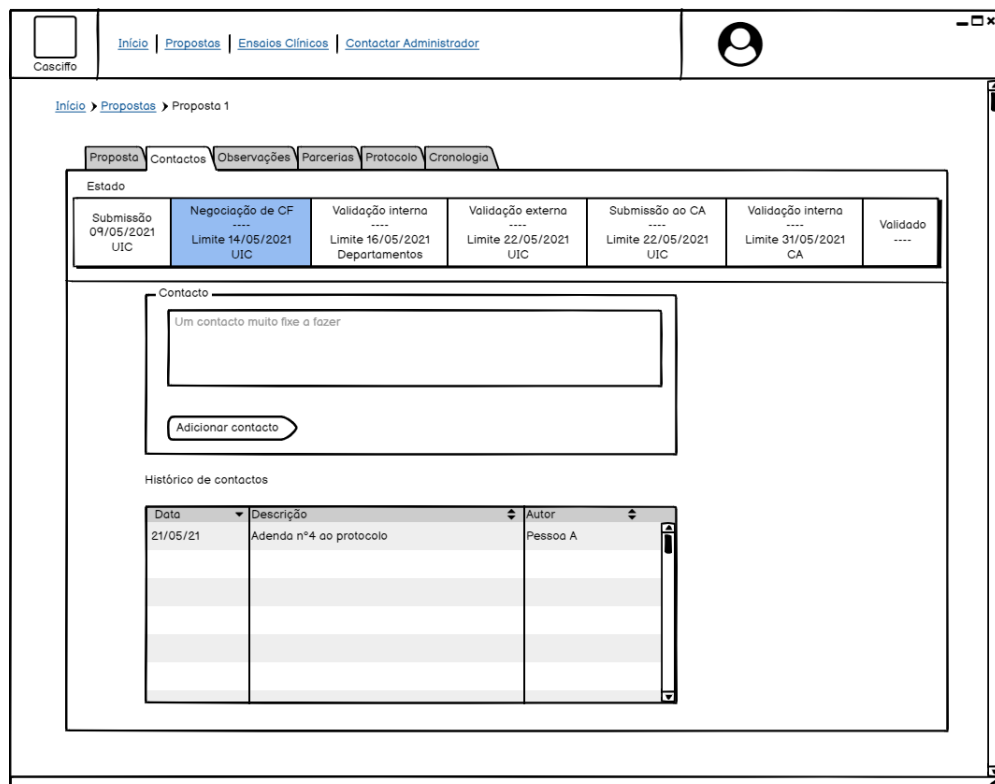 Casciffo
Início | Propostas | Ensaios Clínicos | Contactar Administrador
Início > Propostas > Proposta 1
Proposta
Contactos
Observações
Parcerias
Protocolo
Cronologia
Estado
Submissão
09/05/2021
UIC
Negociação de CF
----
Limite 14/05/2021
UIC
Validação interna
----
Limite 16/05/2021
Departamentos
Validação externa
----
Limite 22/05/2021
UIC
Submissão ao CA
----
Limite 22/05/2021
UIC
Validação interna
----
Limite 31/05/2021
CA
Validado
----
Contacto
Um contacto muito fixe a fazer
Adicionar contacto
Histórico de contactos
Data Descrição Autor
21/05/21 Adenda nº4 ao protocolo Pessoa A